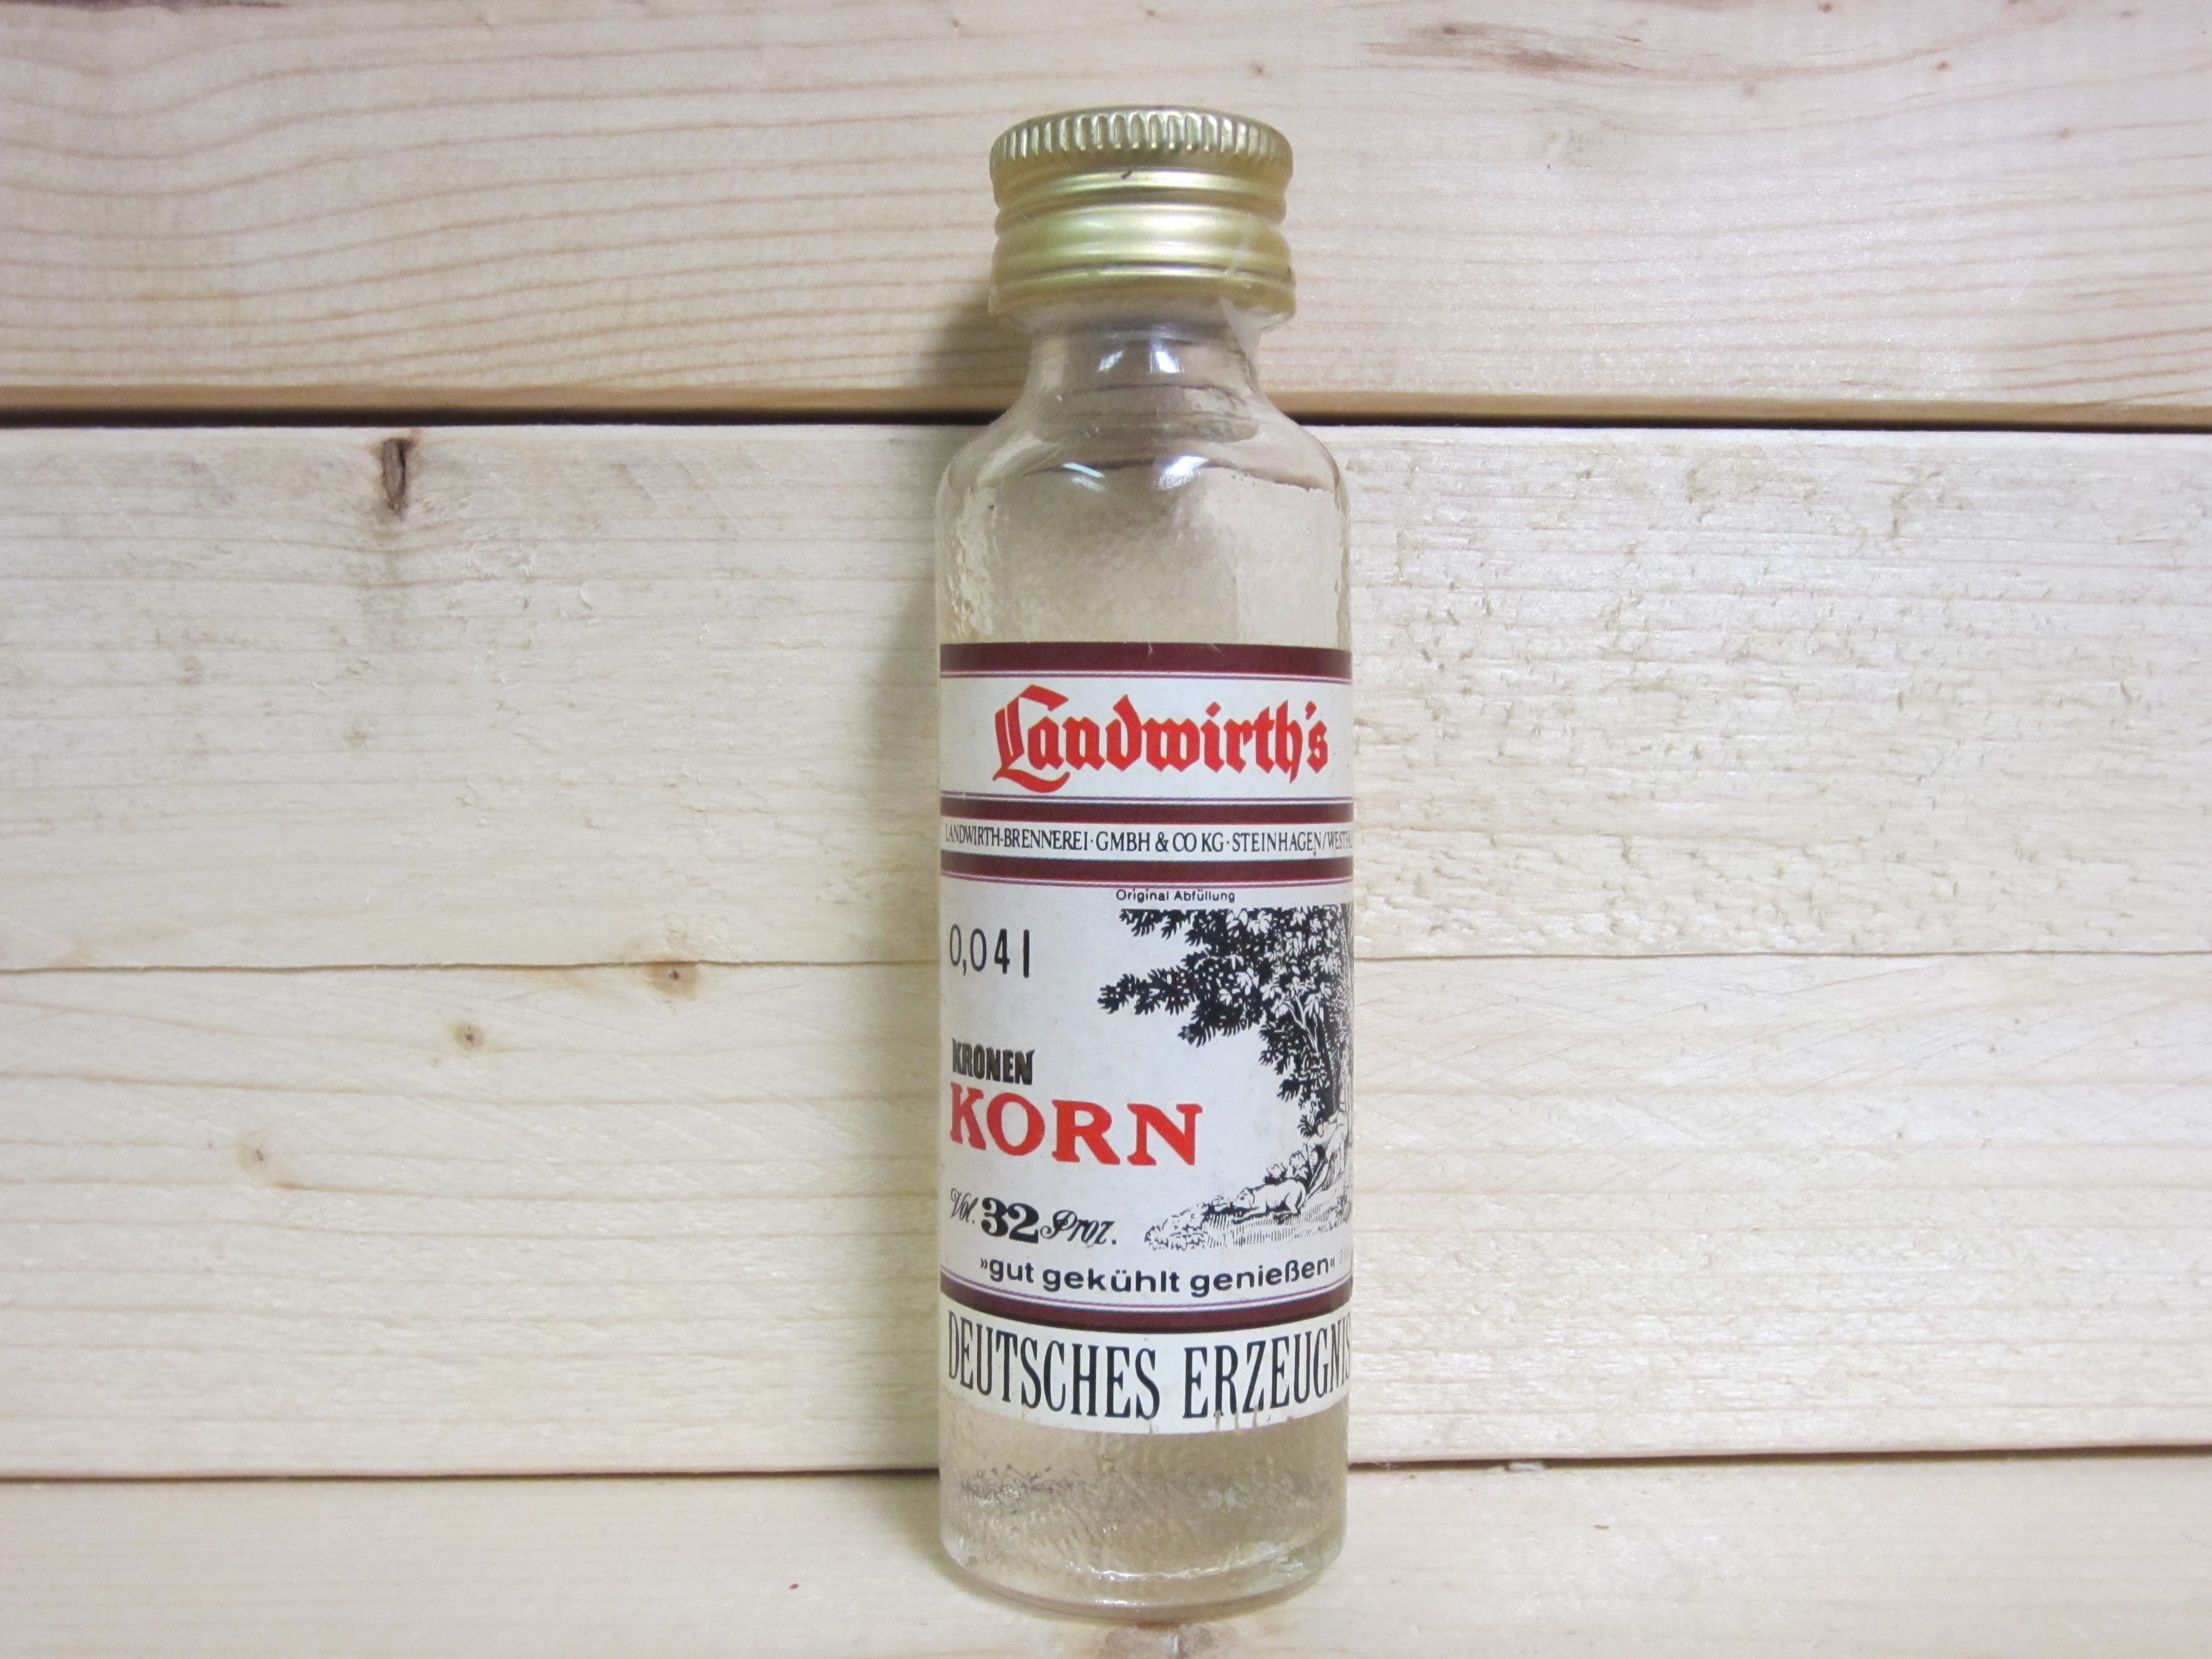 Landwirth's
LANDWIRTH-BRENNEREI · GMBH & CO KG · STEINHAGEN/WESTFA
Original Abfüllung
0,04 l
KRONEN
KORN
Vol. 32 Proz.
»gut gekühlt genießen«
DEUTSCHES ERZEUGNIS